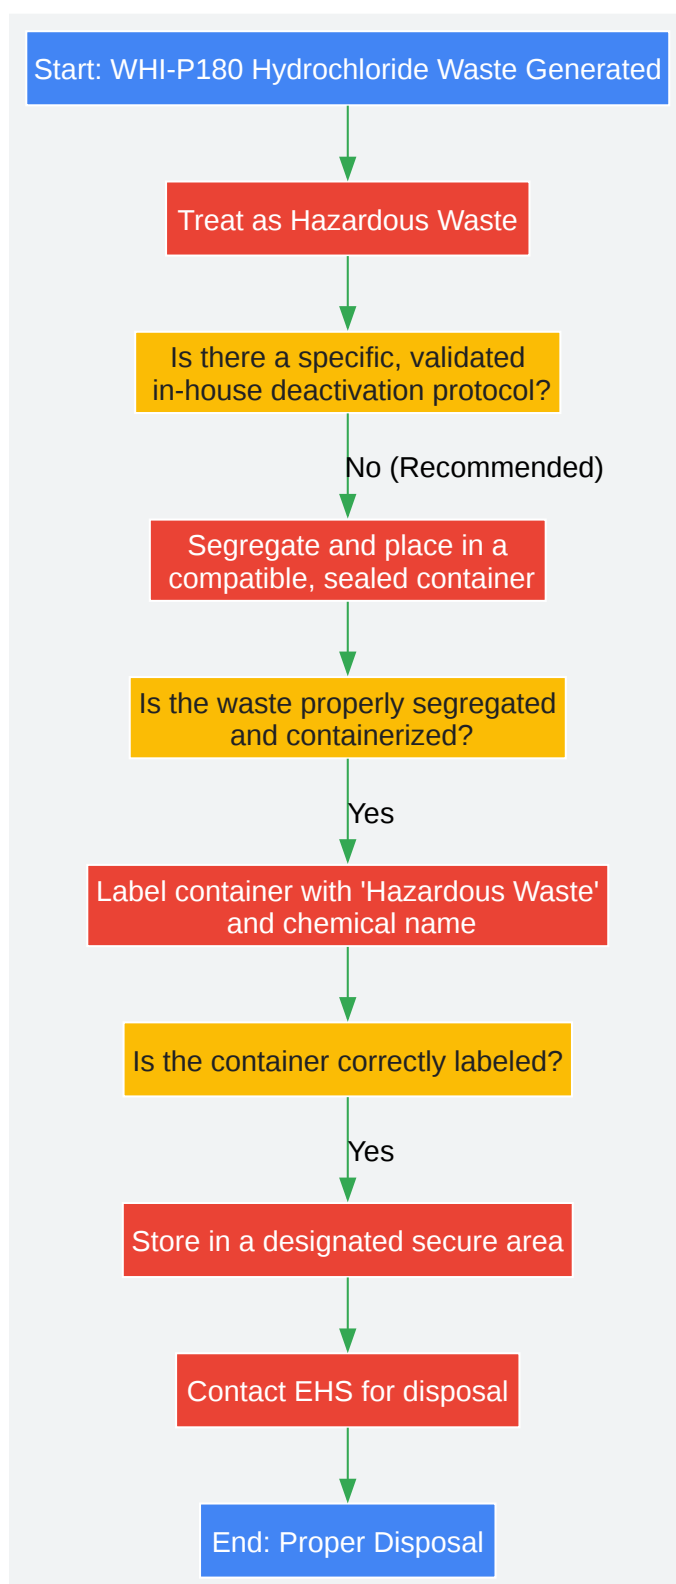 Start: WHI-P180 Hydrochloride Waste Generated
Treat as Hazardous Waste
Is there a specific, validated
in-house deactivation protocol?
No (Recommended)
Segregate and place in a
compatible, sealed container
Is the waste properly segregated
and containerized?
Yes
Label container with 'Hazardous Waste'
and chemical name
Is the container correctly labeled?
Yes
Store in a designated secure area
Contact EHS for disposal
End: Proper Disposal